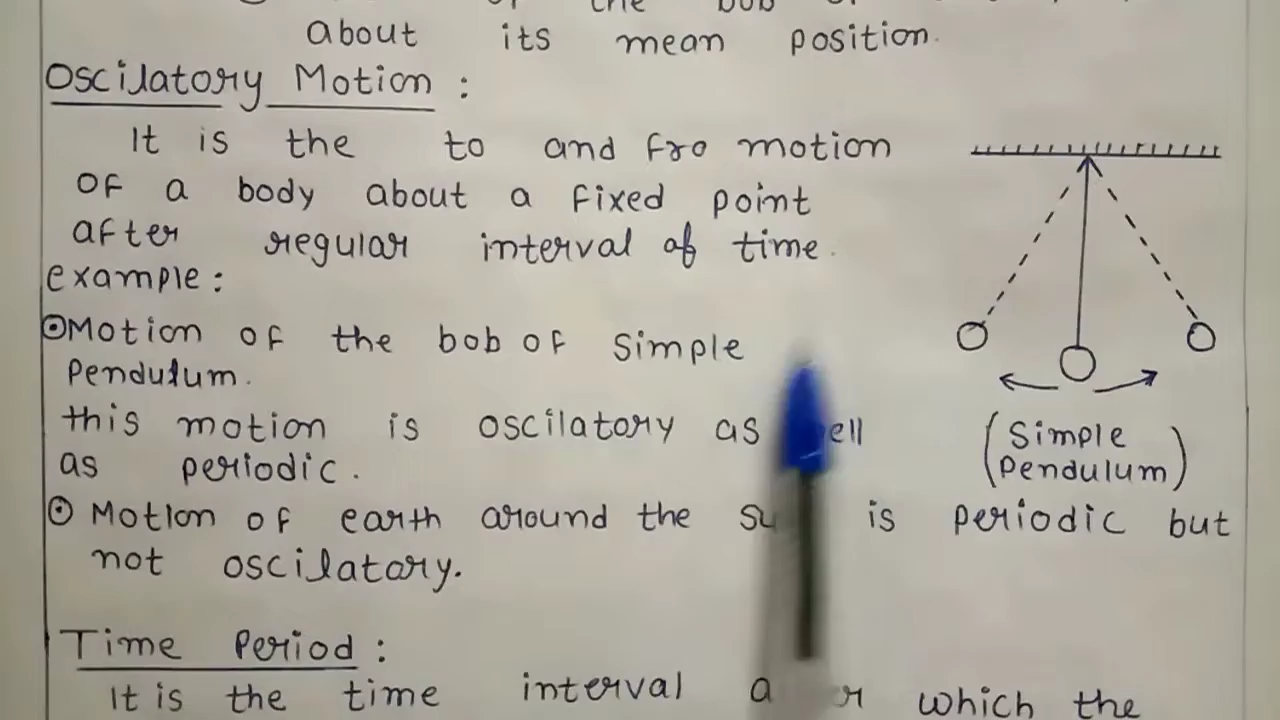 the bob of
about its mean position.
Oscilatory Motion :
It is the to and fro motion
of a body about a fixed point
after regular interval of time.
example:
Motion of the bob of simple
Pendulum.
this motion is oscilatory as
as periodic.
Motion of earth around the is periodic but
not oscilatory.
Time Period :
It is the time interval which the
(Simple
Pendulum)